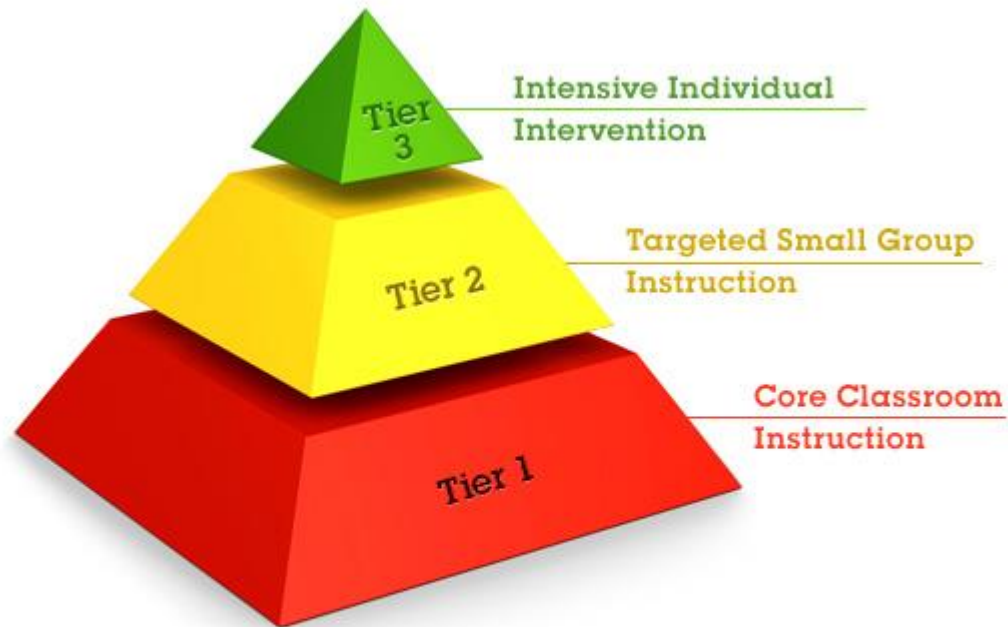 Tier
3
Intensive Individual
Intervention
Tier 2
Targeted Small Group
Instruction
Tier 1
Core Classroom
Instruction